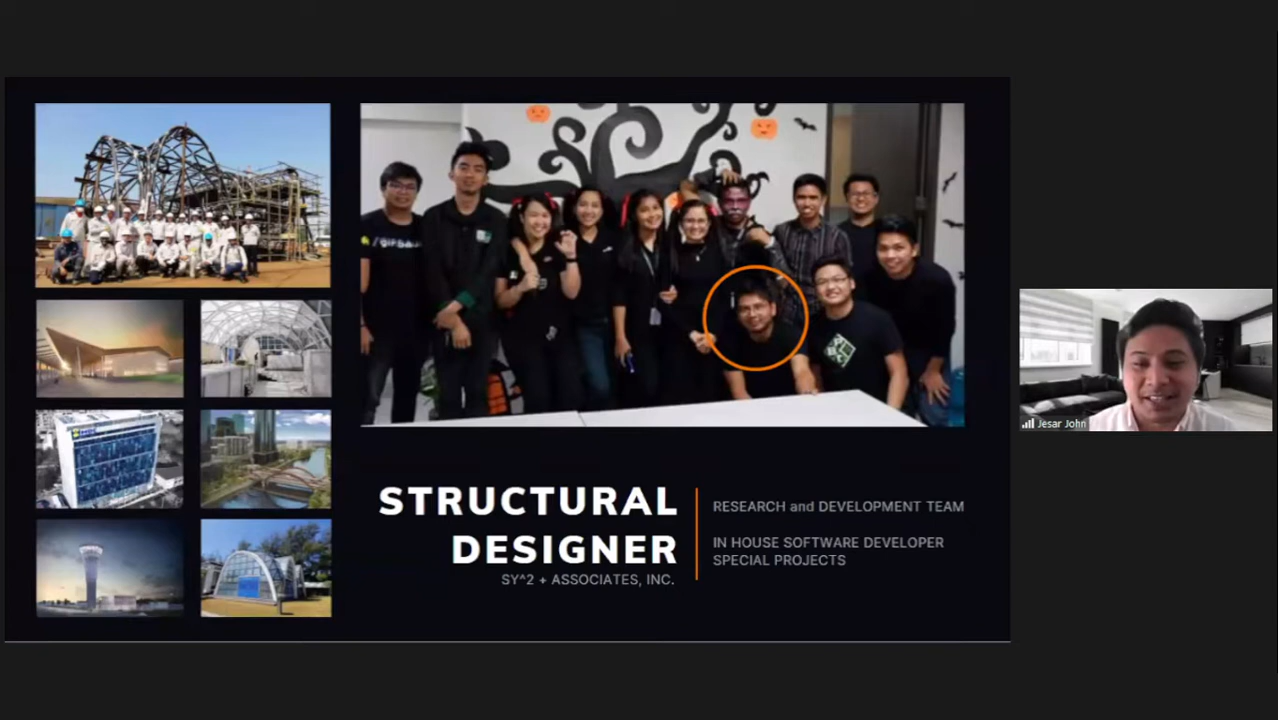 STRUCTURAL
DESIGNER
SY^2 + ASSOCIATES, INC.
RESEARCH and DEVELOPMENT TEAM
IN HOUSE SOFTWARE DEVELOPER
SPECIAL PROJECTS
Jesar John